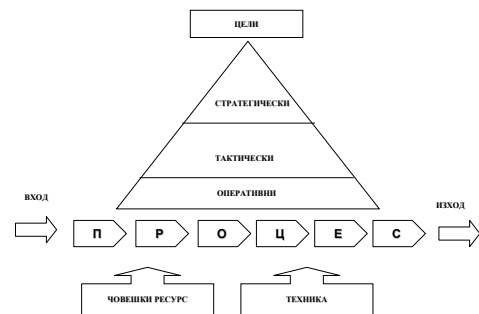 ЦЕЛИ
СТРАТЕГИЧЕСКИ
ТАКТИЧЕСКИ
ОПЕРАТИВНИ
ВХОД
ИЗХОД
П Р О Ц Е С
ЧОВЕШКИ РЕСУРС
ТЕХНИКА